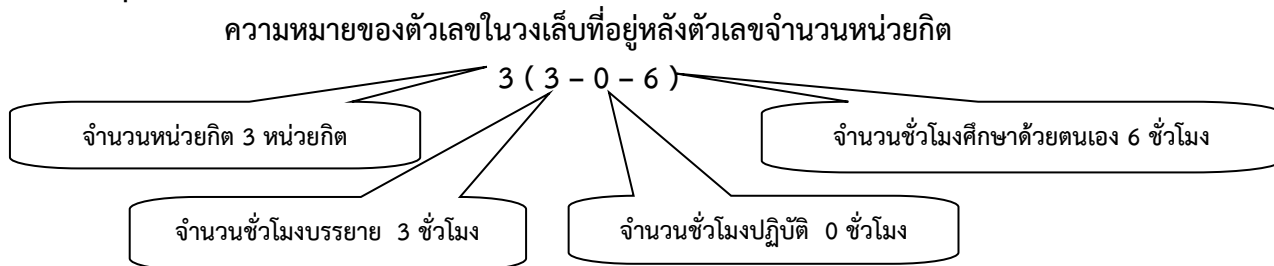 ความหมายของตัวเลขในวงเล็บที่อยู่หลังตัวเลขจำนวนหน่วยกิต
3 ( 3 – 0 – 6 )
จำนวนหน่วยกิต 3 หน่วยกิต
จำนวนชั่วโมงศึกษาด้วยตนเอง 6 ชั่วโมง
จำนวนชั่วโมงบรรยาย 3 ชั่วโมง
จำนวนชั่วโมงปฏิบัติ 0 ชั่วโมง